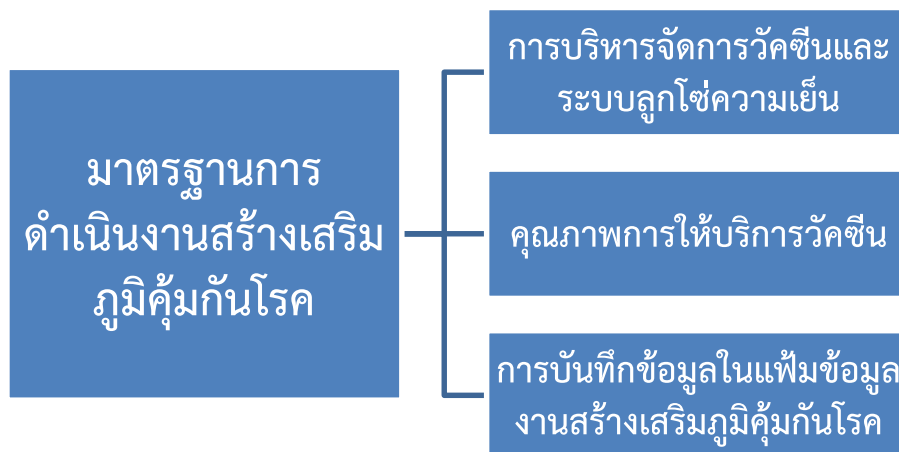 มาตรฐานการ
ดำเนินงานสร้างเสริม
ภูมิคุ้มกันโรค
การบริหารจัดการวัคซีนและ
ระบบลูกโซ่ความเย็น
คุณภาพการให้บริการวัคซีน
การบันทึกข้อมูลในแฟ้มข้อมูล
งานสร้างเสริมภูมิคุ้มกันโรค